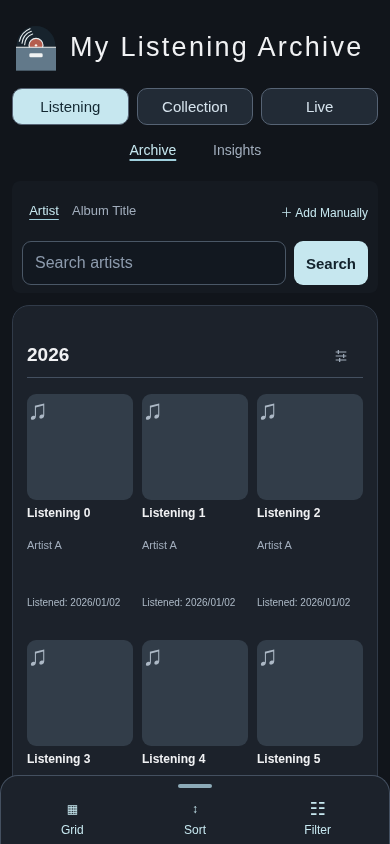 My Listening Archive
Listening Collection Live
Archive Insights
Artist Album Title + Add Manually
Search artists Search
2026
Listening 0 Listening 1 Listening 2
Artist A Artist A Artist A
Listened: 2026/01/02 Listened: 2026/01/02 Listened: 2026/01/02
Listening 3 Listening 4 Listening 5
Grid Sort Filter